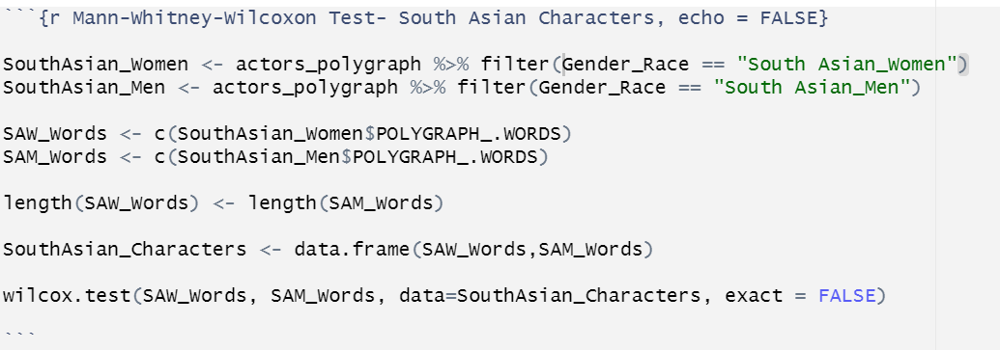 ```{r Mann-Whitney-Wilcoxon Test- South Asian Characters, echo = FALSE}
SouthAsian_Women <- actors_polygraph %>% filter(Gender_Race == "South Asian_Women")
SouthAsian_Men <- actors_polygraph %>% filter(Gender_Race == "South Asian_Men")
SAW_Words <- c(SouthAsian_Women$POLYGRAPH_.WORDS)
SAM_Words <- c(SouthAsian_Men$POLYGRAPH_.WORDS)
length(SAW_Words) <- length(SAM_Words)
SouthAsian_Characters <- data.frame(SAW_Words,SAM_Words)
wilcox.test(SAW_Words, SAM_Words, data=SouthAsian_Characters, exact = FALSE)
```